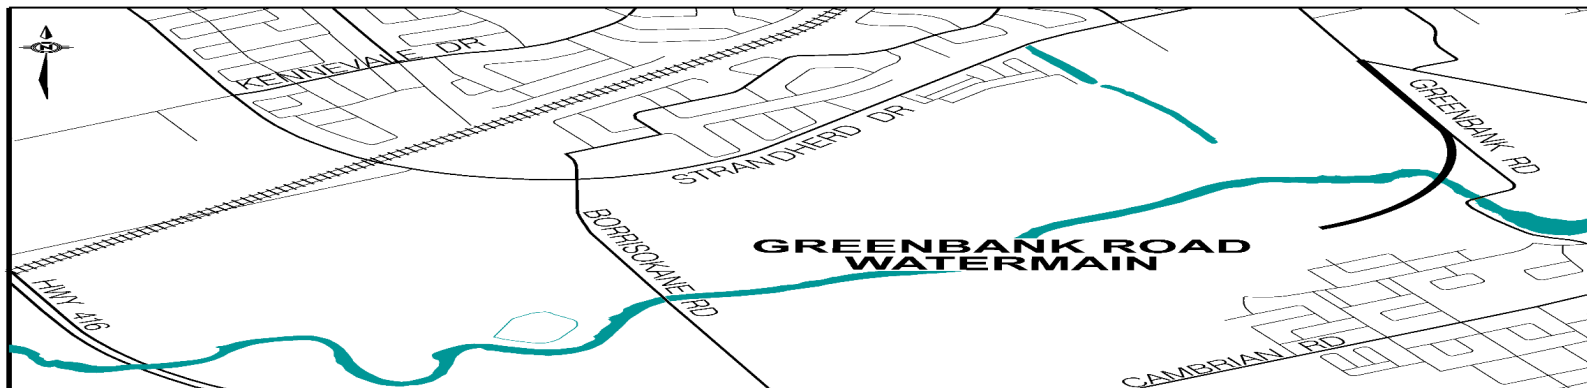 N
KENNEVALE DR
STRANDHERD DR
GREENBANK RD
BORRISOKANE RD
GREENBANK ROAD
WATERMAIN
HWY 416
CAMBRIAN RD